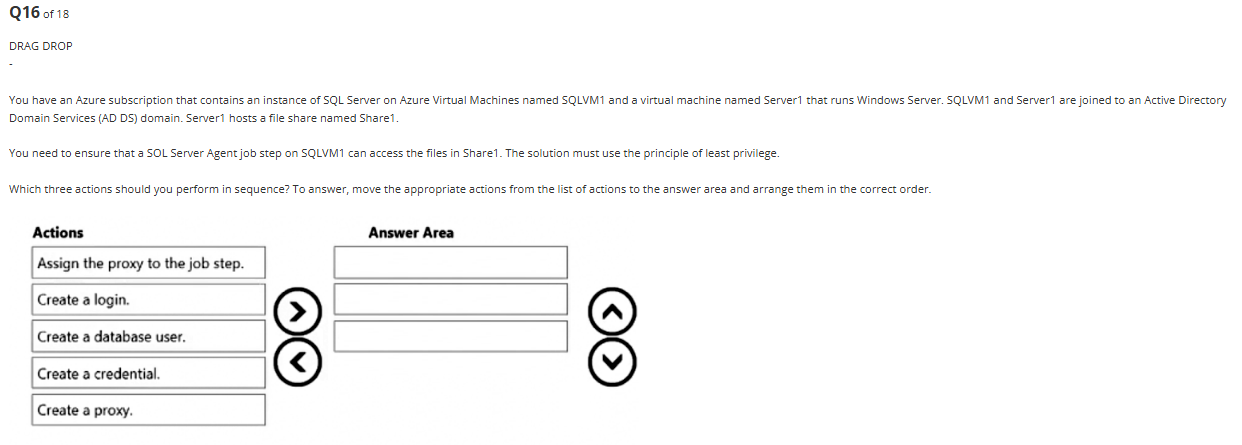 Q16 of 18
DRAG DROP
-
You have an Azure subscription that contains an instance of SQL Server on Azure Virtual Machines named SQLVM1 and a virtual machine named Server1 that runs Windows Server. SQLVM1 and Server1 are joined to an Active Directory
Domain Services (AD DS) domain. Server1 hosts a file share named Share1.
You need to ensure that a SOL Server Agent job step on SQLVM1 can access the files in Share1. The solution must use the principle of least privilege.
Which three actions should you perform in sequence? To answer, move the appropriate actions from the list of actions to the answer area and arrange them in the correct order.
Actions
Answer Area
Assign the proxy to the job step.
Create a login.
Create a database user.
Create a credential.
Create a proxy.